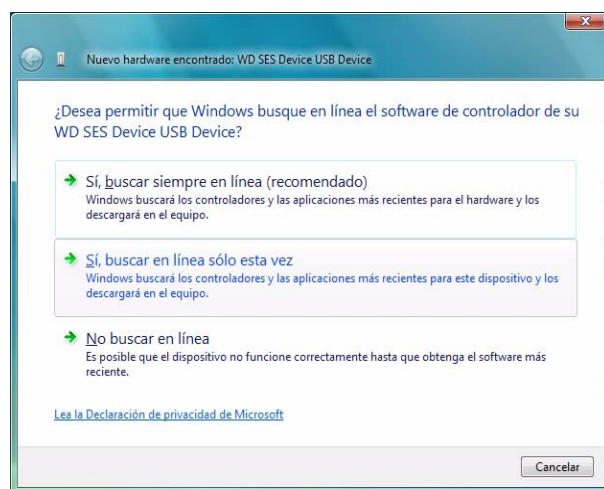 Nuevo hardware encontrado: WD SES Device USB Device
¿Desea permitir que Windows busque en línea el software de controlador de su
WD SES Device USB Device?
Sí, buscar siempre en línea (recomendado)
Windows buscará los controladores y las aplicaciones más recientes para el hardware y los
descargará en el equipo.
Sí, buscar en línea sólo esta vez
Windows buscará los controladores y las aplicaciones más recientes para este dispositivo y los
descargará en el equipo.
No buscar en línea
Es posible que el dispositivo no funcione correctamente hasta que obtenga el software más
reciente.
Lea la Declaración de privacidad de Microsoft
Cancelar